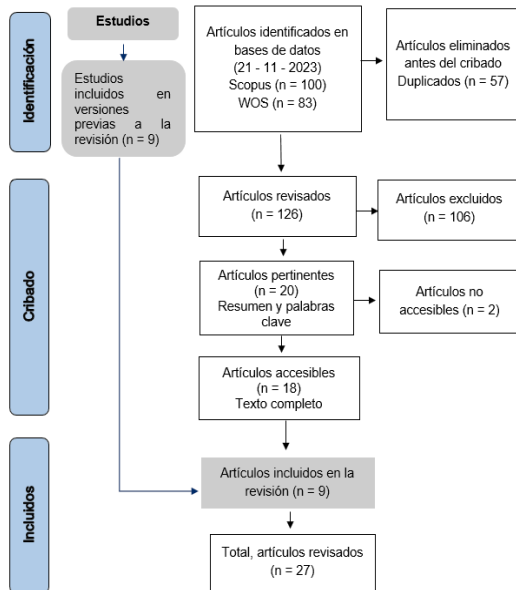 Identificación
Estudios
Estudios
incluidos en
versiones
previas a la
revisión (n = 9)
Artículos identificados en
bases de datos
(21 - 11 - 2023)
Scopus (n = 100)
WOS (n = 83)
Artículos eliminados
antes del cribado
Duplicados (n = 57)
Cribado
Artículos revisados
(n = 126)
Artículos excluidos
(n = 106)
Artículos pertinentes
(n = 20)
Resumen y palabras
clave
Artículos no
accesibles (n = 2)
Artículos accesibles
(n = 18)
Texto completo
Incluidos
Artículos incluidos en la
revisión (n = 9)
Total, artículos revisados
(n = 27)